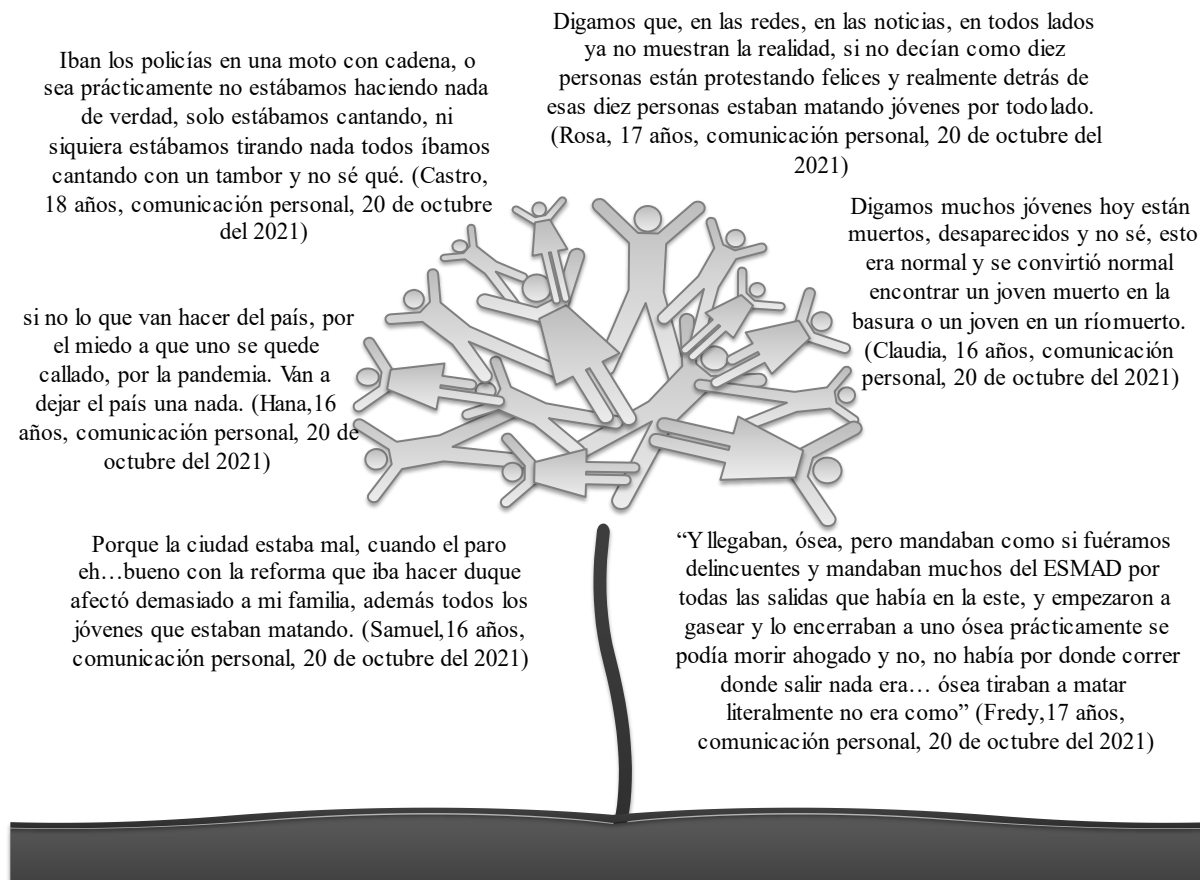 Iban los policías en una moto con cadena, o
sea prácticamente no estábamos haciendo nada
de verdad, solo estábamos cantando, ni
siquiera estábamos tirando nada todos íbamos
cantando con un tambor y no sé qué. (Castro,
18 años, comunicación personal, 20 de octubre
del 2021)
Digamos que, en las redes, en las noticias, en todos lados
ya no muestran la realidad, si no decían como diez
personas están protestando felices y realmente detrás de
esas diez personas estaban matando jóvenes por todo lado.
(Rosa, 17 años, comunicación personal, 20 de octubre del
2021)
Digamos muchos jóvenes hoy están
muertos, desaparecidos y no sé, esto
era normal y se convirtió normal
encontrar un joven muerto en la
basura o un joven en un río muerto.
(Claudia, 16 años, comunicación
personal, 20 de octubre del 2021)
si no lo que van hacer del país, por
el miedo a que uno se quede
callado, por la pandemia. Van a
dejar el país una nada. (Hana,16
años, comunicación personal, 20 de
octubre del 2021)
Porque la ciudad estaba mal, cuando el paro
eh…bueno con la reforma que iba hacer duque
afectó demasiado a mi familia, además todos los
jóvenes que estaban matando. (Samuel,16 años,
comunicación personal, 20 de octubre del 2021)
“Y llegaban, ósea, pero mandaban como si fuéramos
delincuentes y mandaban muchos del ESMAD por
todas las salidas que había en la este, y empezaron a
gasear y lo encerraban a uno ósea prácticamente se
podía morir ahogado y no, no había por donde correr
donde salir nada era… ósea tiraban a matar
literalmente no era como” (Fredy,17 años,
comunicación personal, 20 de octubre del 2021)